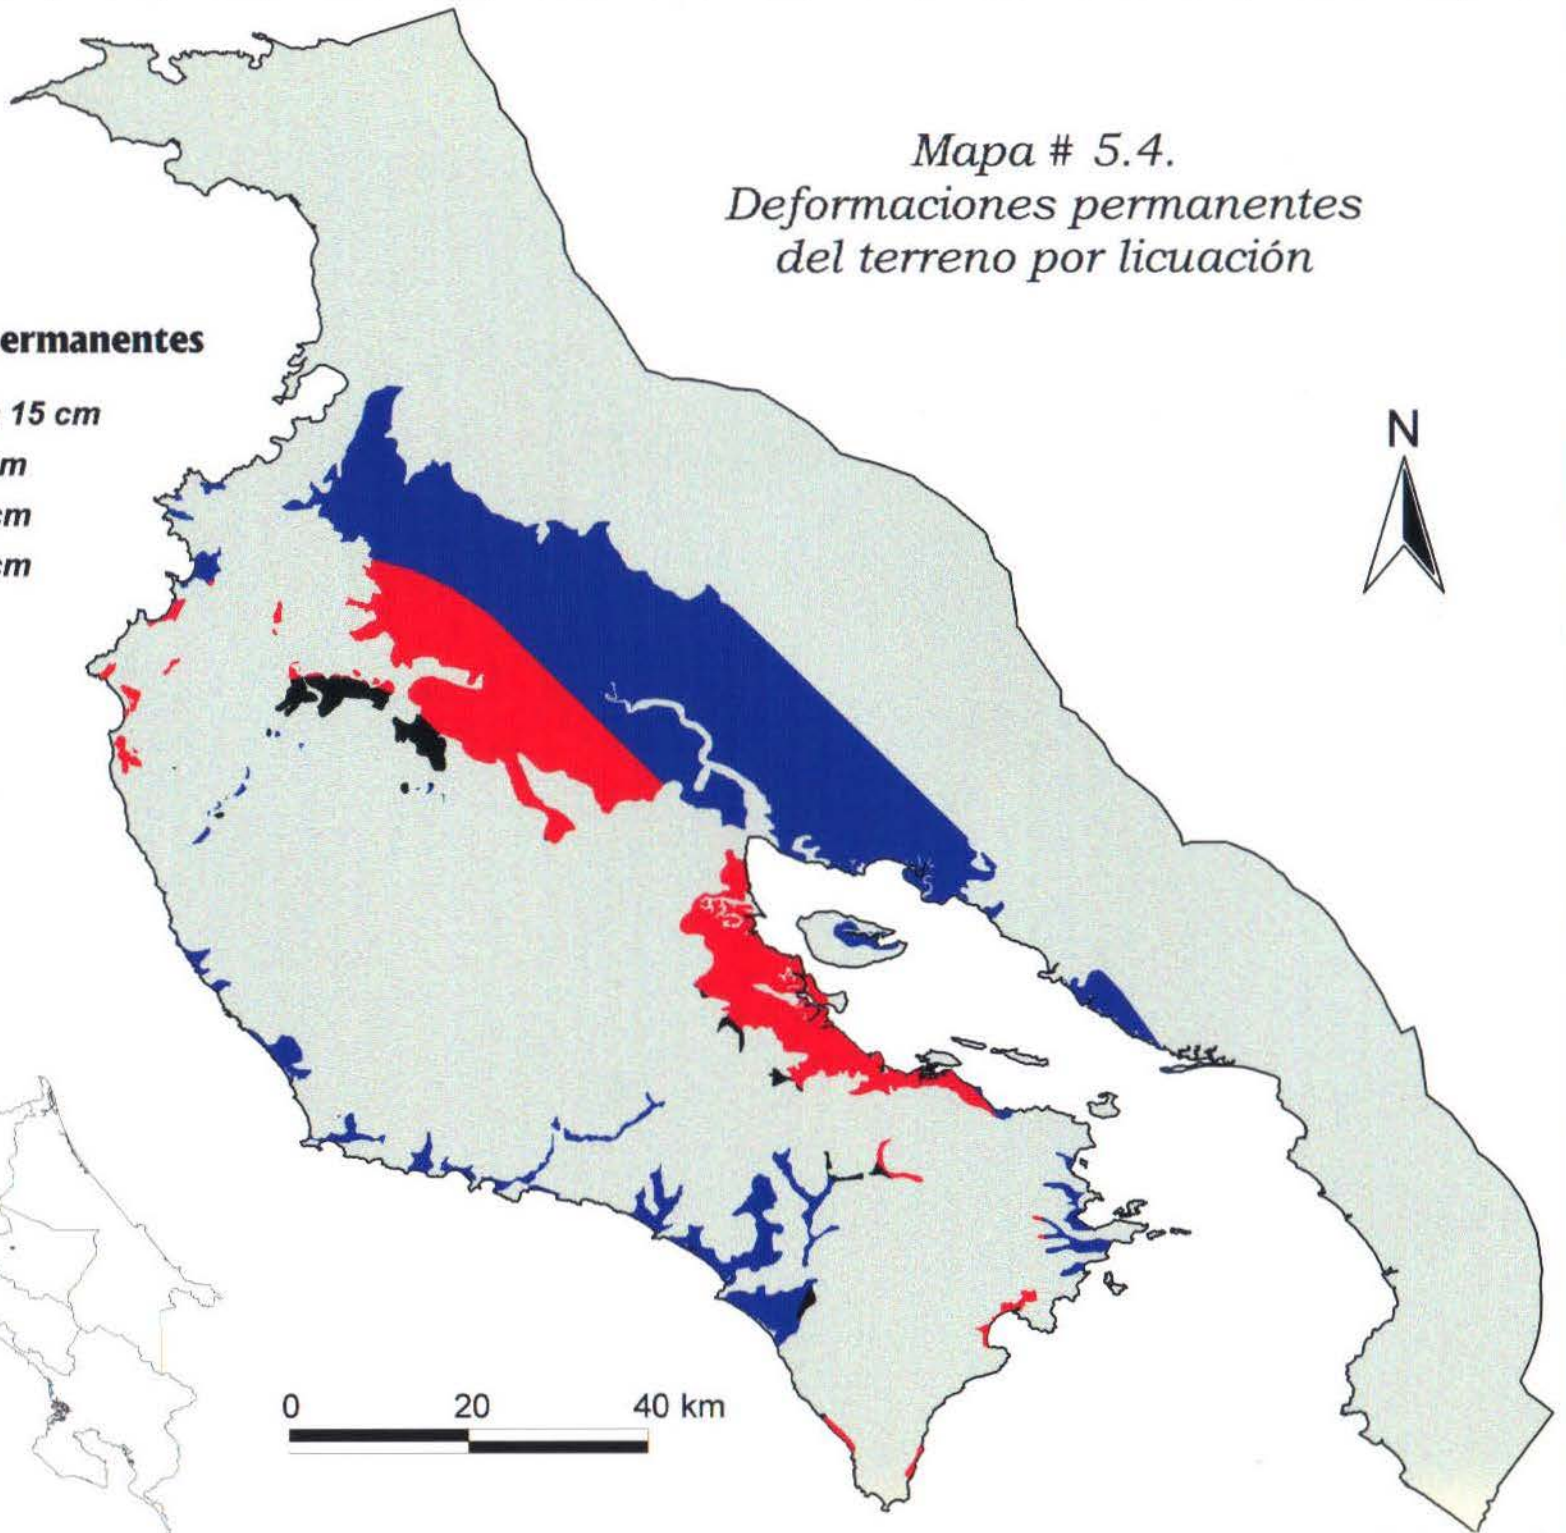 Mapa # 5.4.
Deformaciones permanentes
del terreno por licuación
ermanentes
15 cm
m
cm
cm
N
0 20 40 km